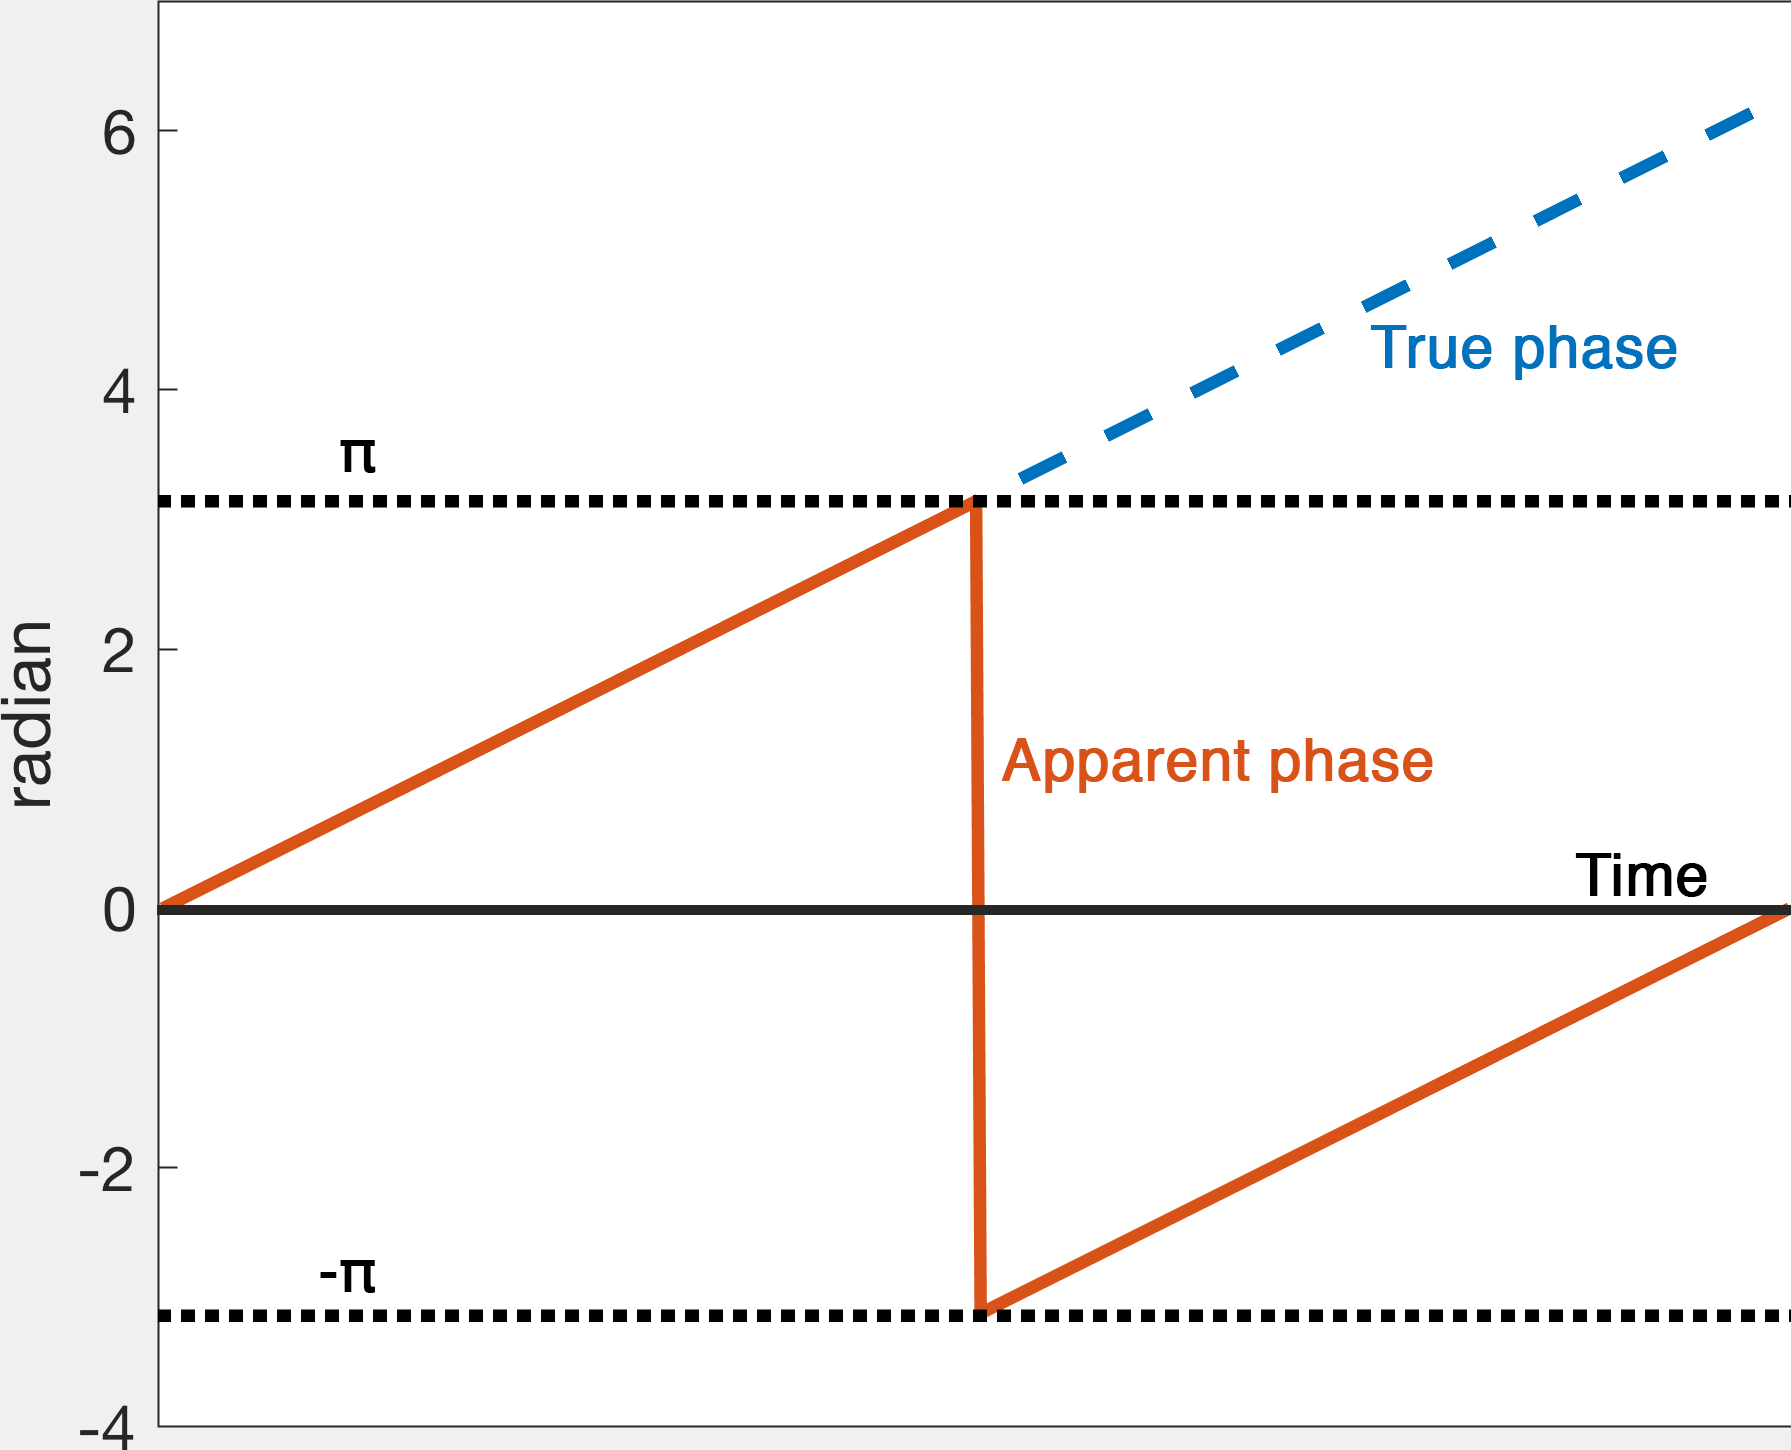 6
True phase
4
π
2
radian
Apparent phase
Time
0
-2
-π
-4